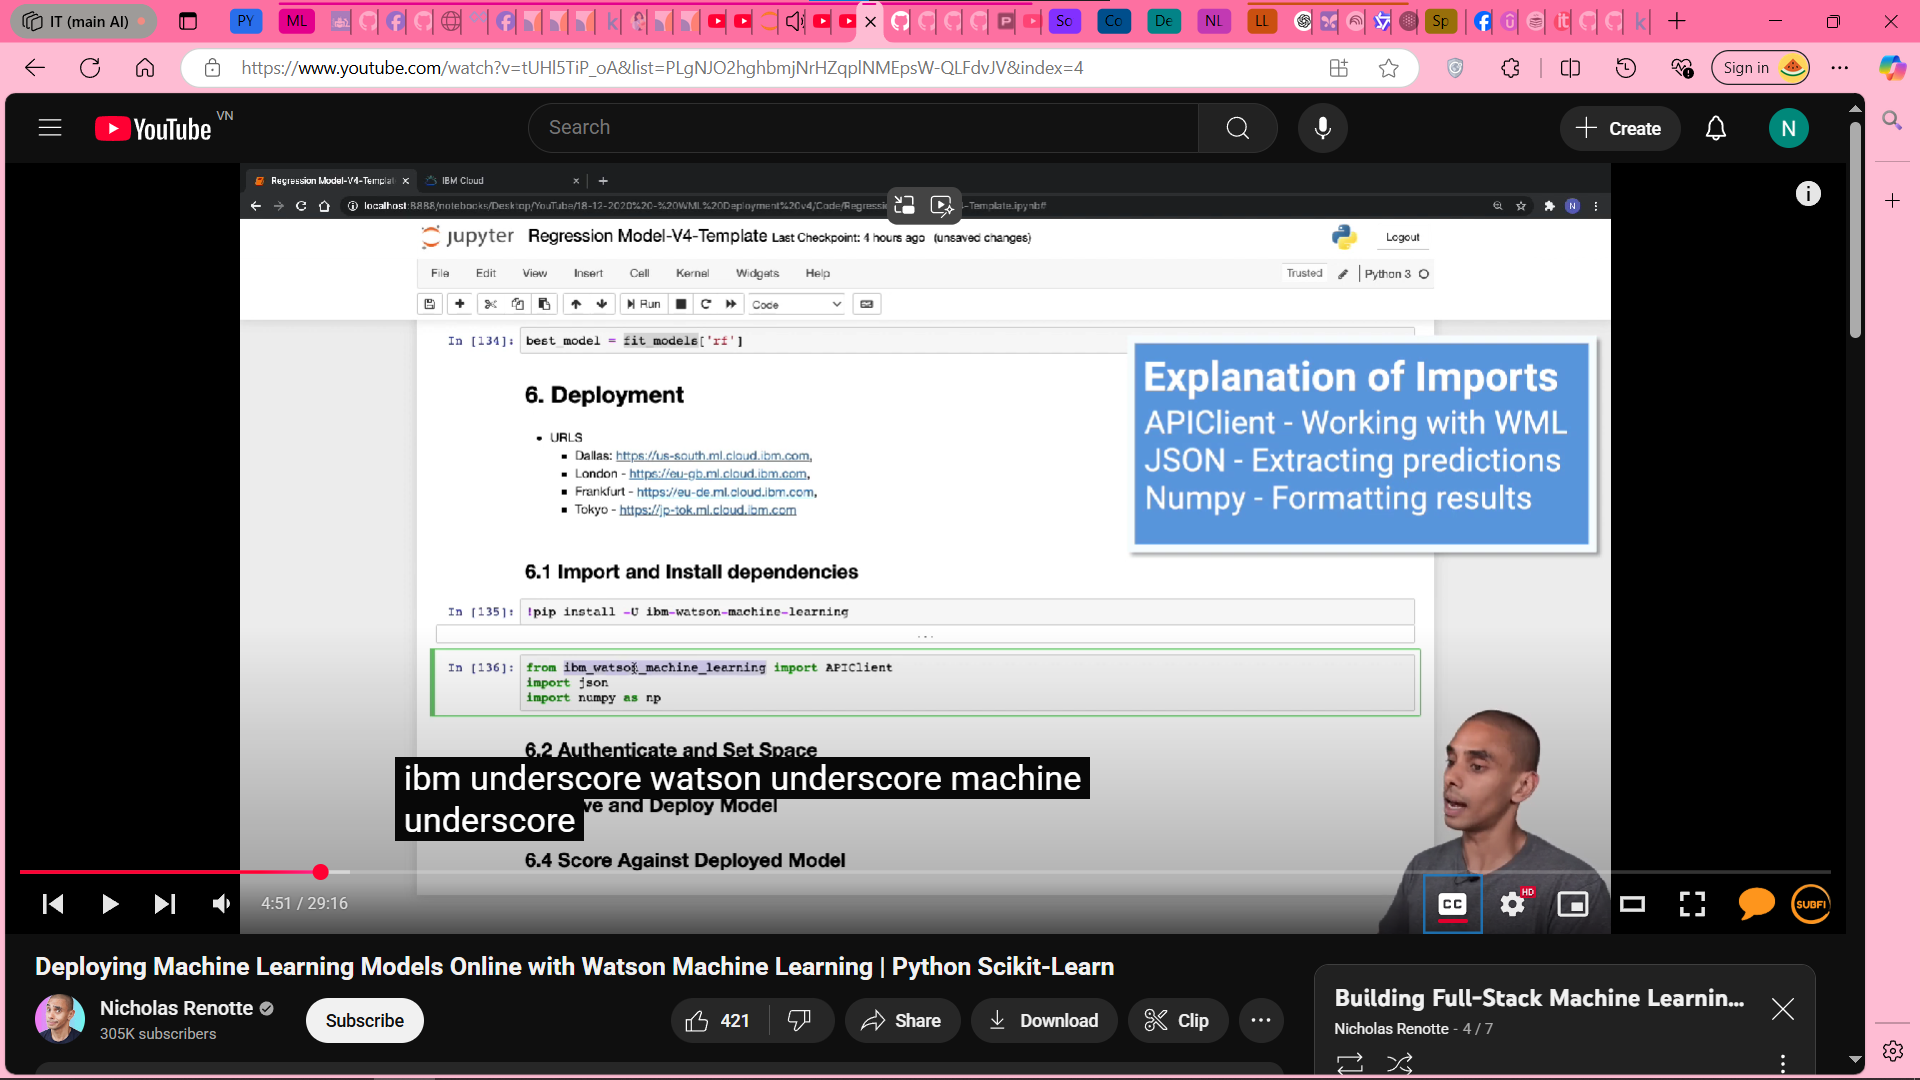 IT (main AI)
PY
ML
So
Co
De
NL
LL
Sp
https://www.youtube.com/watch?v=tUHl5TiP_oA&list=PLgNJO2hghbmjNrHZqplNMEpsW-QLFdvJV&index=4
Sign in
YouTube VN
Search
Create
N
Regression Model-V4-Templat
IBM Cloud
localhost:8888/notebooks/Desktop/YouTube/18-12-2020%20-%20WML%20Deployment%20v4/Code/Regressi
-Template.ipynb#
N
jupyter Regression Model-V4-Template Last Checkpoint: 4 hours ago (unsaved changes)
Logout
File Edit View Insert Cell Kernel Widgets Help
Trusted
Python 3
Run
Code
In [134]: best_model = fit_models['rf']
6. Deployment
• URLS
Dallas: https://us-south.ml.cloud.ibm.com,
London - https://eu-gb.ml.cloud.ibm.com,
Frankfurt - https://eu-de.ml.cloud.ibm.com,
Tokyo - https://jp-tok.ml.cloud.ibm.com
Explanation of Imports
APIClient - Working with WML
JSON - Extracting predictions
Numpy - Formatting results
6.1 Import and Install dependencies
In [135]: !pip install -U ibm-watson-machine-learning
...
In [136]: from ibm_watson_machine_learning import APIClient
import json
import numpy as np
6.2 Authenticate and Set Space
ibm underscore watson underscore machine
underscore
ve and Deploy Model
6.4 Score Against Deployed Model
4:51 / 29:16
CC
HD
SUBFI
Deploying Machine Learning Models Online with Watson Machine Learning | Python Scikit-Learn
Nicholas Renotte
305K subscribers
Subscribe
421
Share
Download
Clip
Building Full-Stack Machine Learnin...
Nicholas Renotte - 4 / 7